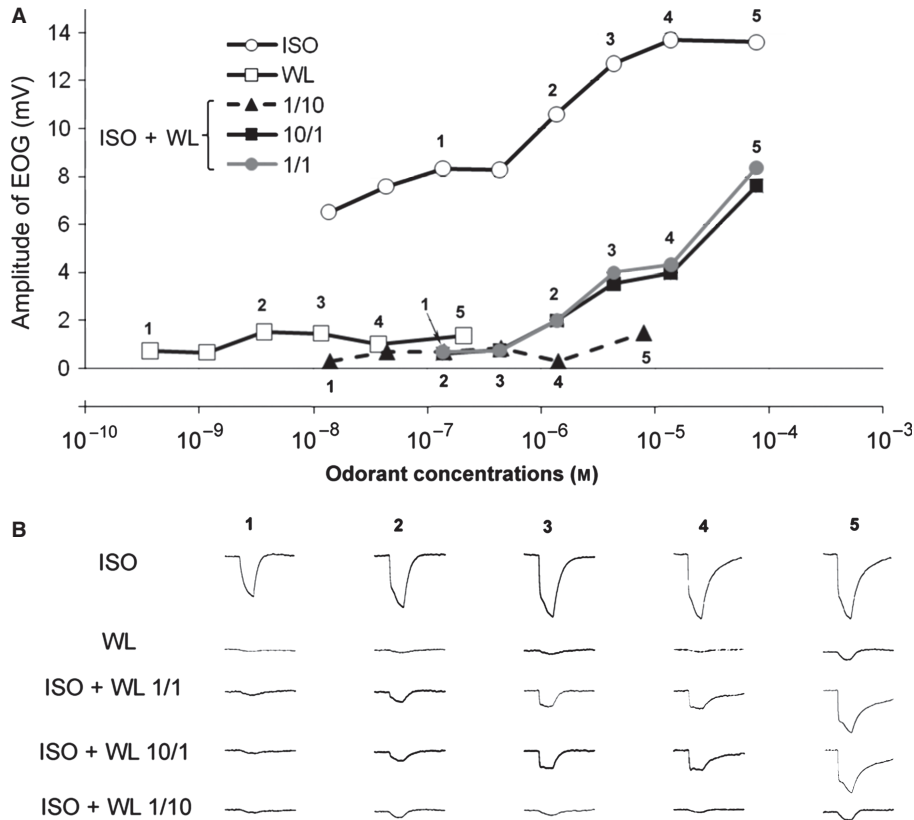 A
14
12
10
8
6
4
2
0
Amplitude of EOG (mV)
ISO
WL
1/10
ISO + WL 10/1
1/1
1 2 3 4 5
1 2 3 4 5
1 2 3 4 5
1 2 3 4 5
10⁻¹⁰ 10⁻⁹ 10⁻⁸ 10⁻⁷ 10⁻⁶ 10⁻⁵ 10⁻⁴ 10⁻³
Odorant concentrations (M)
B
1 2 3 4 5
ISO
WL
ISO + WL 1/1
ISO + WL 10/1
ISO + WL 1/10